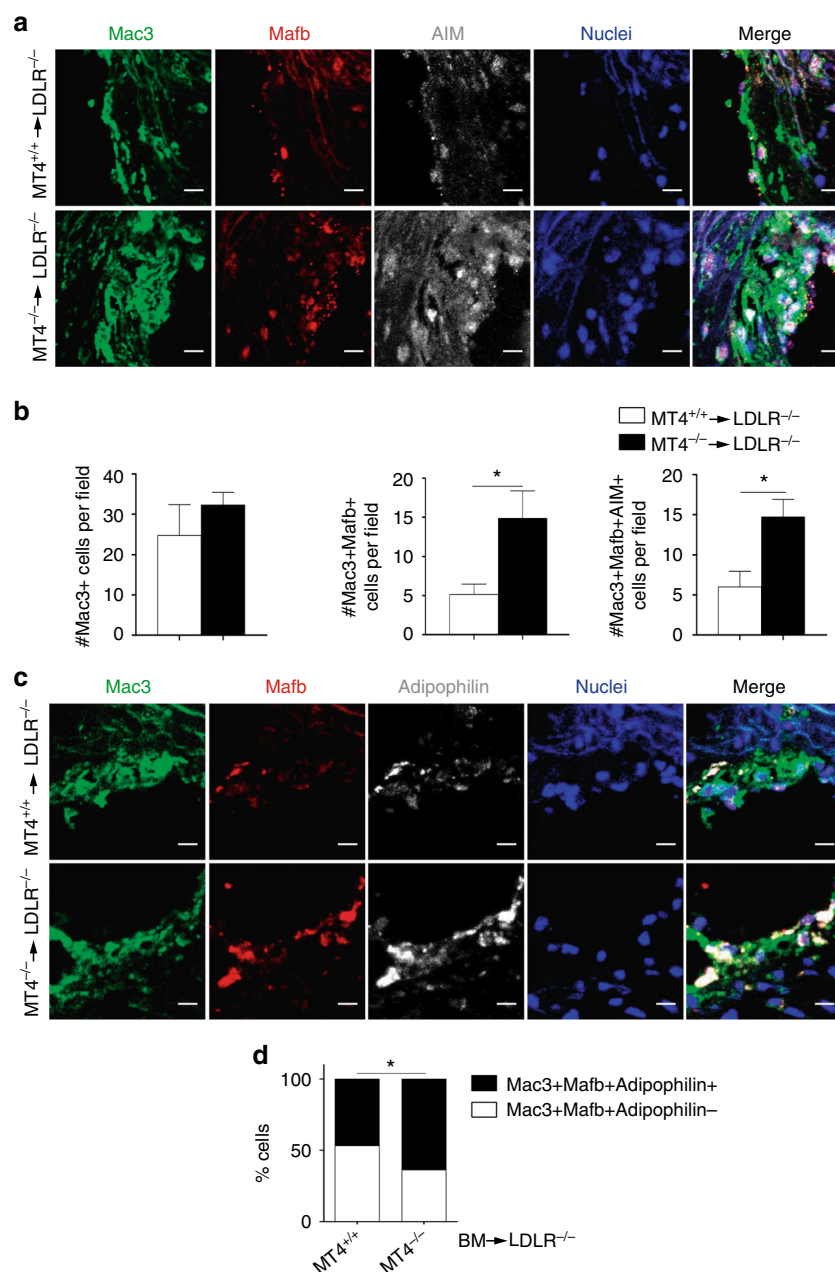 a
Mac3 Mafb AIM Nuclei Merge
MT4+/+ → LDLR−/−
MT4−/− → LDLR−/−
b
MT4+/+ → LDLR−/−
MT4−/− → LDLR−/−
#Mac3+ cells per field
40
30
20
10
0
#Mac3+Mafb+
cells per field
20
15
10
5
0
*
#Mac3+Mafb+AIM+
cells per field
20
15
10
5
0
*
c
Mac3 Mafb Adipophilin Nuclei Merge
MT4+/+ → LDLR−/−
MT4−/− → LDLR−/−
d
*
% cells
100
50
0
Mac3+Mafb+Adipophilin+
Mac3+Mafb+Adipophilin−
MT4+/+ MT4−/−
BM→LDLR−/−